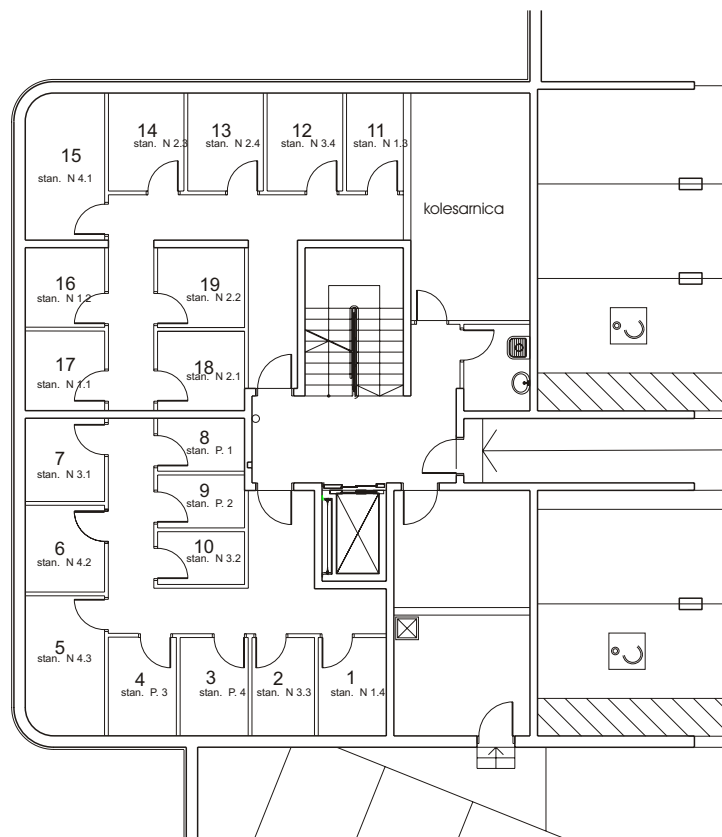 14
stan. N 2.3
13
stan. N 2.4
12
stan. N 3.4
11
stan. N 1.3
15
stan. N 4.1
kolesarnica
16
stan. N 1.2
19
stan. N 2.2
17
stan. N 1.1
18
stan. N 2.1
7
stan. N 3.1
8
stan. P. 1
9
stan. P. 2
6
stan. N 4.2
10
stan. N 3.2
5
stan. N 4.3
4
stan. P. 3
3
stan. P. 4
2
stan. N 3.3
1
stan. N 1.4